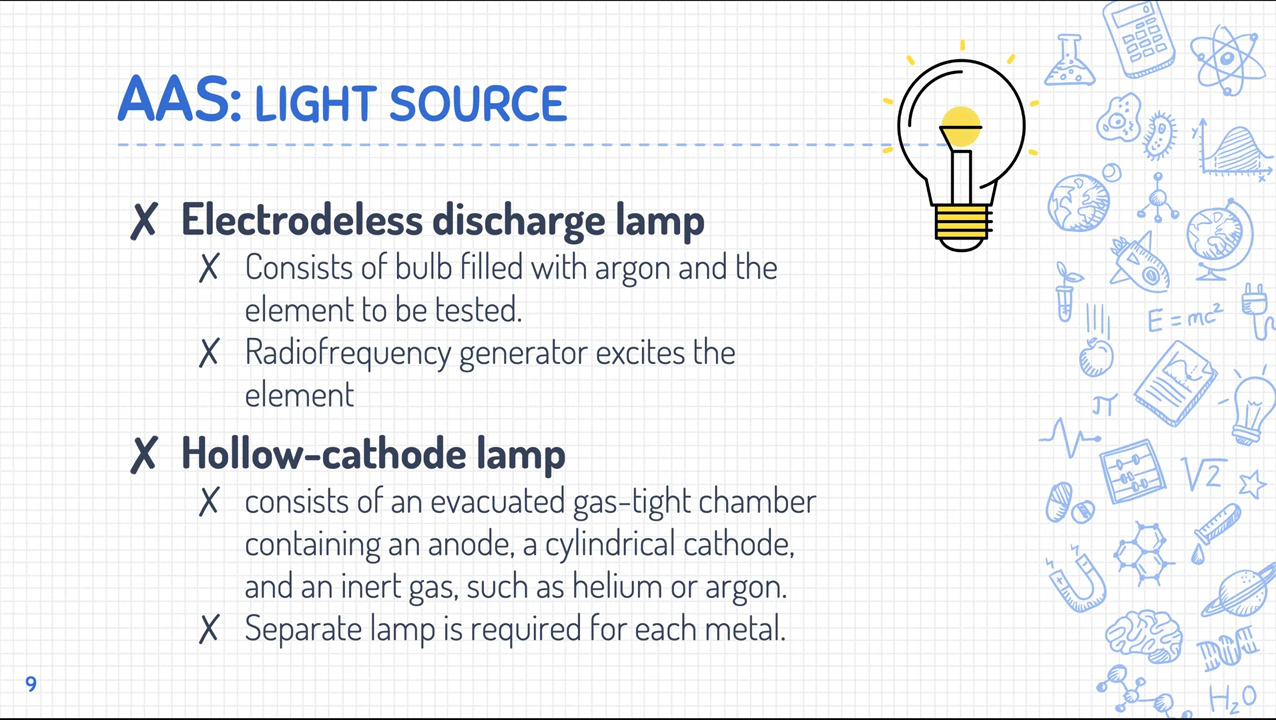 AAS: LIGHT SOURCE
✗ Electrodeless discharge lamp
✗ Consists of bulb filled with argon and the
element to be tested.
✗ Radiofrequency generator excites the
element
✗ Hollow-cathode lamp
✗ consists of an evacuated gas-tight chamber
containing an anode, a cylindrical cathode,
and an inert gas, such as helium or argon.
✗ Separate lamp is required for each metal.
9
y
x
E = mc²
π
√2
H₂O